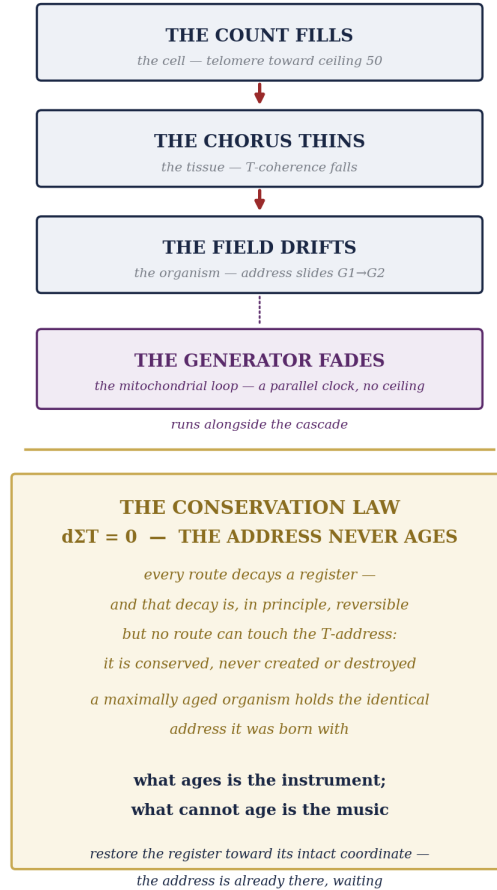 THE COUNT FILLS
the cell — telomere toward ceiling 50
THE CHORUS THINS
the tissue — T-coherence falls
THE FIELD DRIFTS
the organism — address slides G1→G2
THE GENERATOR FADES
the mitochondrial loop — a parallel clock, no ceiling
runs alongside the cascade
THE CONSERVATION LAW
dΣT = 0 — THE ADDRESS NEVER AGES
every route decays a register —
and that decay is, in principle, reversible
but no route can touch the T-address:
it is conserved, never created or destroyed
a maximally aged organism holds the identical
address it was born with
what ages is the instrument;
what cannot age is the music
restore the register toward its intact coordinate —
the address is already there, waiting